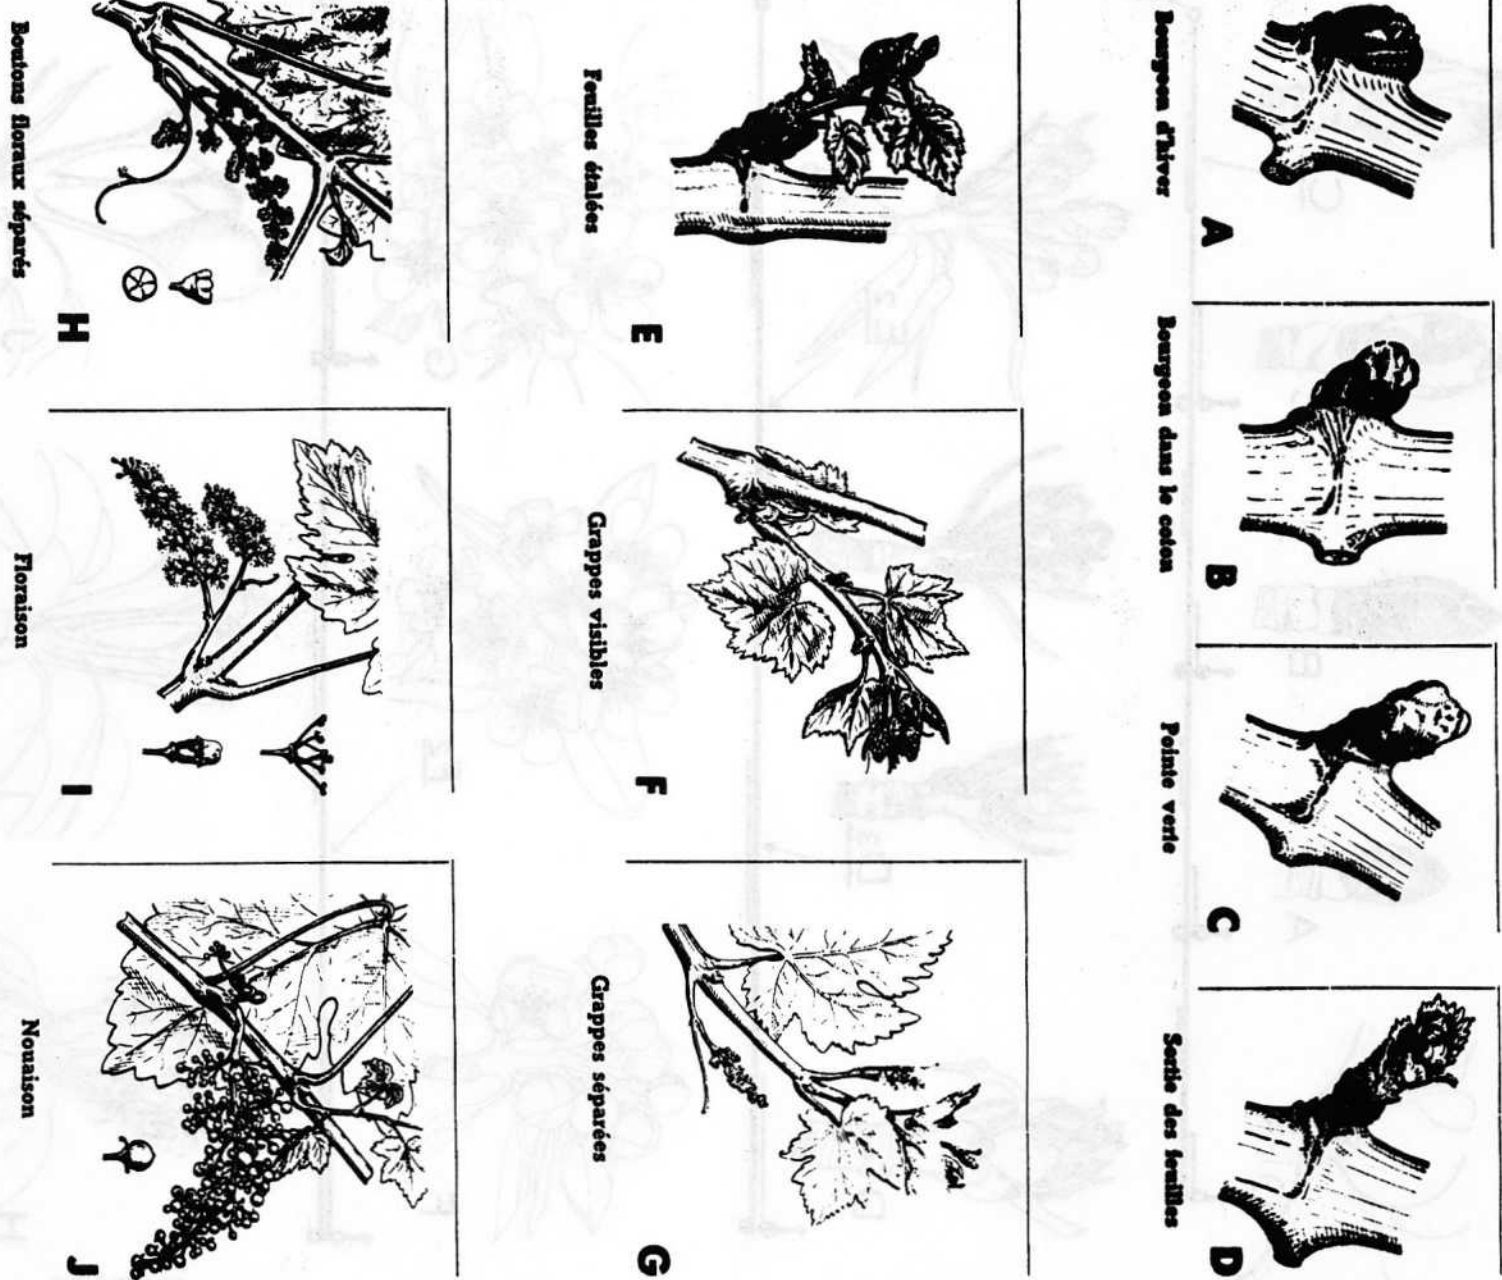 Bourgeon d'hiver
A
Bourgeon dans le coton
B
Pointe verte
C
Sortie des feuilles
D
Feuilles étalées
E
Grappes visibles
F
Grappes séparées
G
Boutons floraux séparés
H
Floraison
I
Nouaison
J